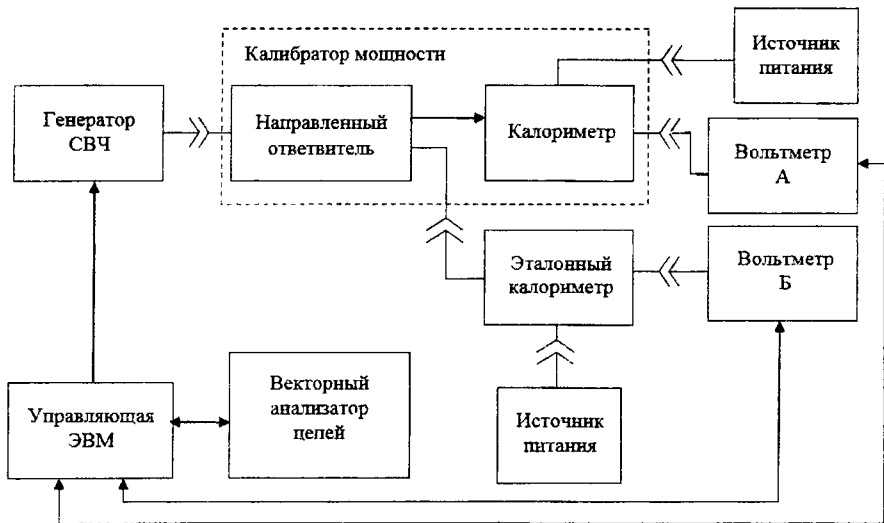 Калибратор мощности
Источник
питания
Генератор
СВЧ
Направленный
ответвитель
Калориметр
Вольтметр
А
Эталонный
калориметр
Вольтметр
Б
Управляющая
ЭВМ
Векторный
анализатор
цепей
Источник
питания